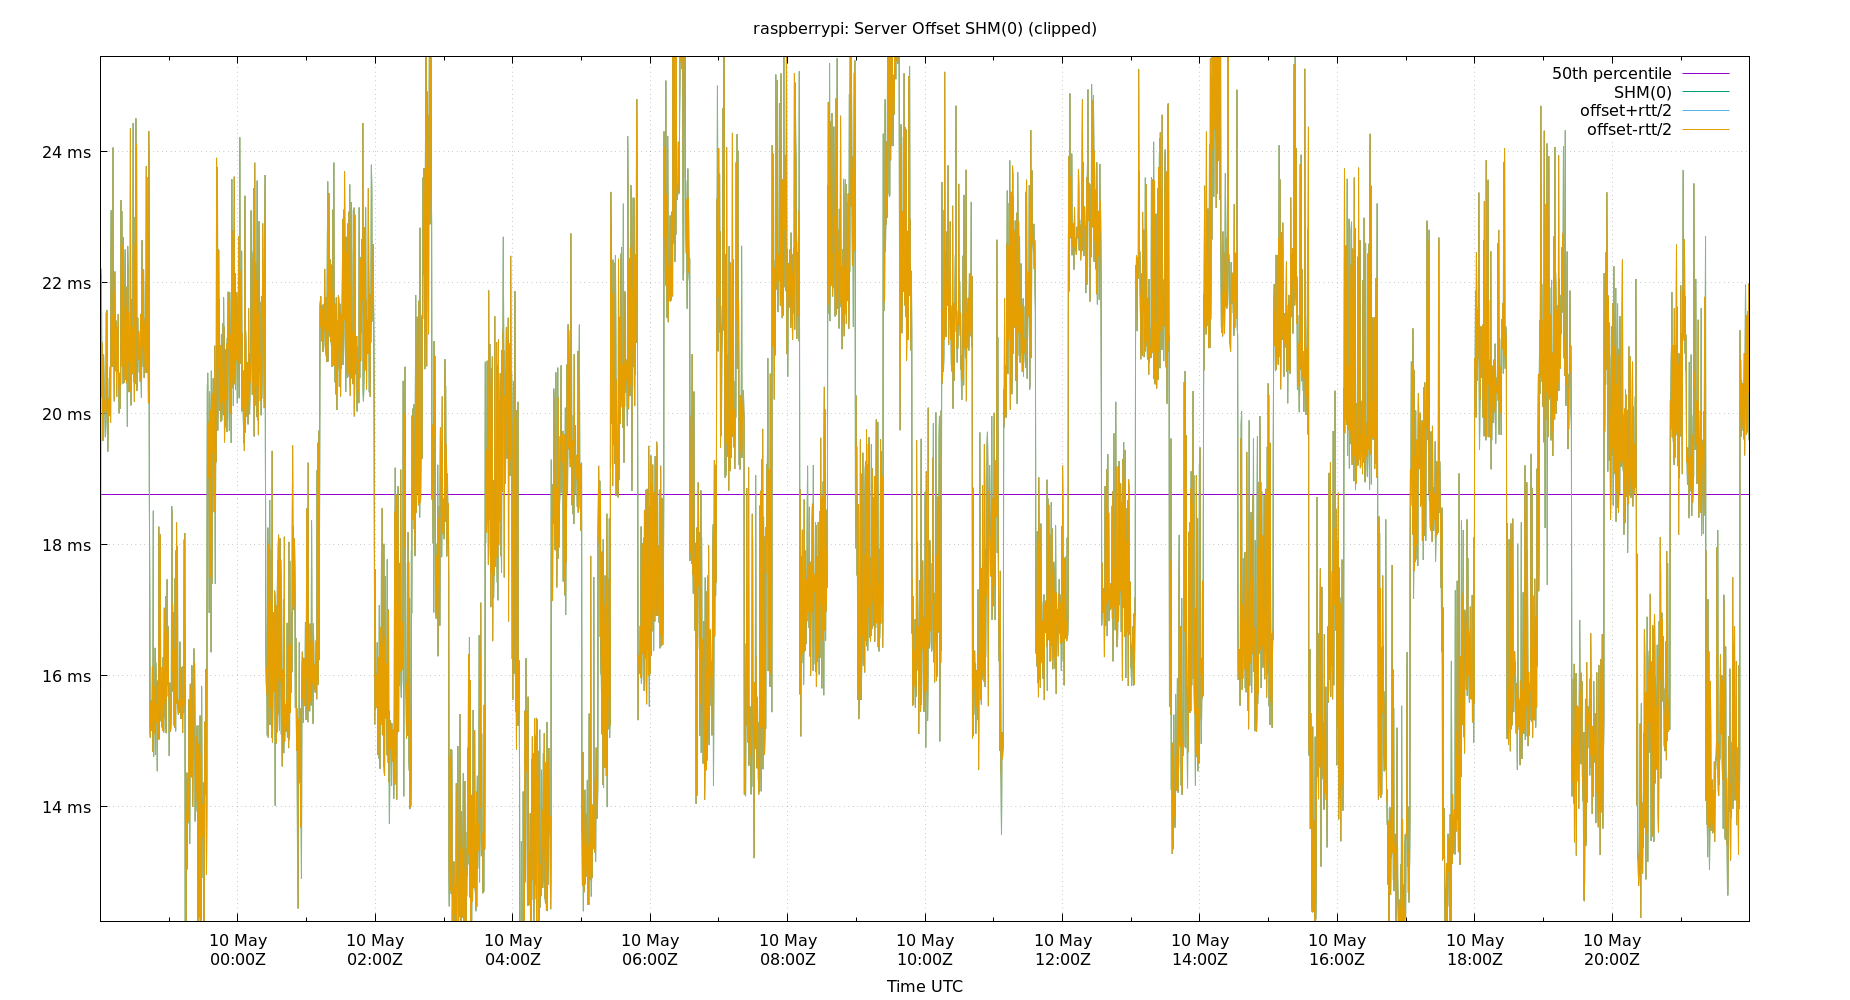 raspberrypi: Server Offset SHM(0) (clipped)
50th percentile
SHM(0)
offset+rtt/2
offset-rtt/2
24 ms
22 ms
20 ms
18 ms
16 ms
14 ms
10 May 10 May 10 May 10 May 10 May 10 May 10 May 10 May 10 May 10 May 10 May
00:00Z 02:00Z 04:00Z 06:00Z 08:00Z 10:00Z 12:00Z 14:00Z 16:00Z 18:00Z 20:00Z
Time UTC